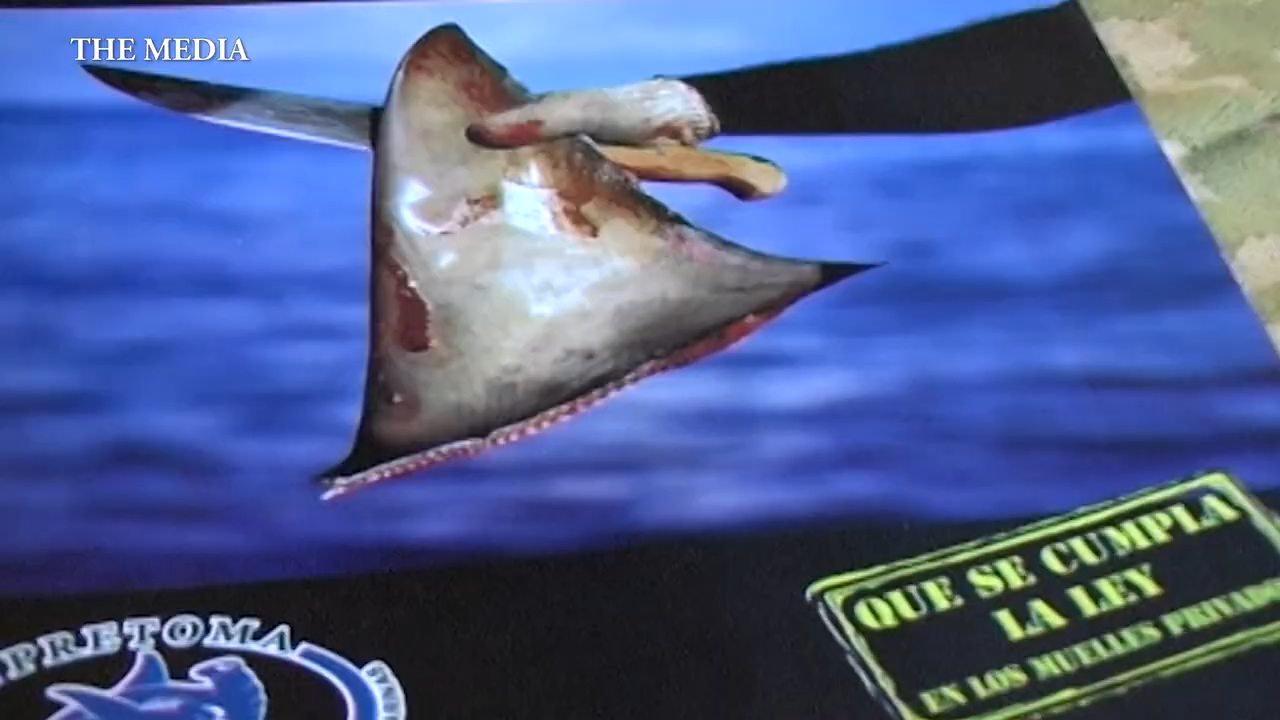 THE MEDIA
QUE SE CUMPLA
LA LEY
EN LOS MUELLES PRIVADOS
PRETOMA